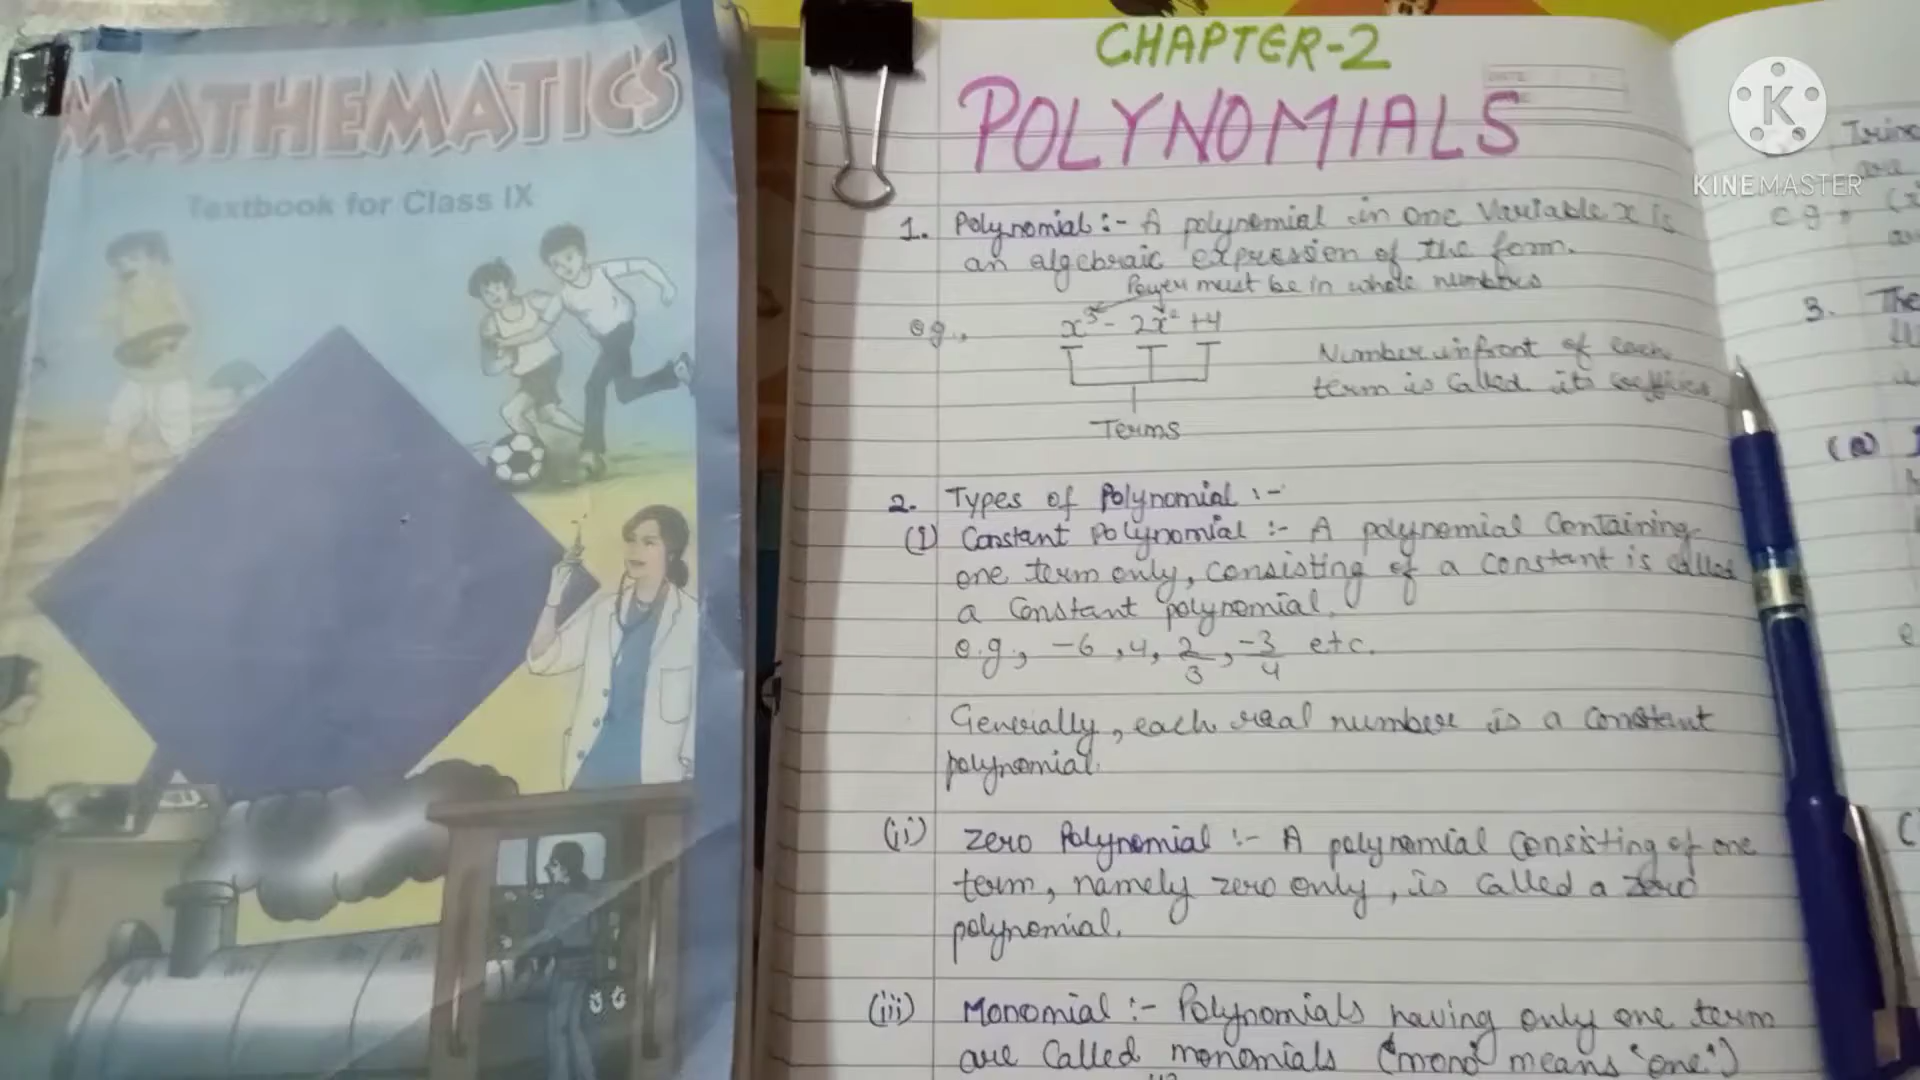 MATHEMATICS
Textbook for Class IX
CHAPTER-2
POLYNOMIALS
DATE
1. Polynomial :- A polynomial in one Variable x is
an algebraic expression of the form.
Power must be in whole numbers
e.g., x³ - 2x² + 4
Terms
Number infront of each
term is called its
2. Types of Polynomial :-
(i) Constant Polynomial :- A polynomial Containing
one term only, consisting of a constant is called
a constant polynomial.
e.g., -6, 4, 2/3, -3/4 etc.
Generally, each real number is a constant
polynomial.
(ii) Zero Polynomial :- A polynomial consisting of one
term, namely zero only, is called a zero
polynomial.
(iii) Monomial :- Polynomials having only one term
are called monomials ('mono' means 'one')
K
KINEMASTER
are
e.g.,
3. The
(a)